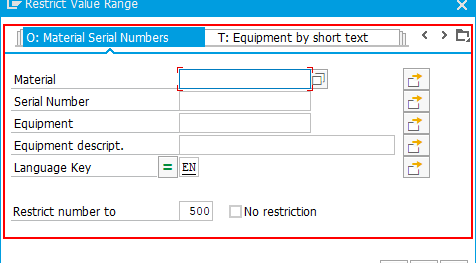 Restrict Value Range
O: Material Serial Numbers T: Equipment by short text
Material
Serial Number
Equipment
Equipment descript.
Language Key = EN
Restrict number to 500 No restriction